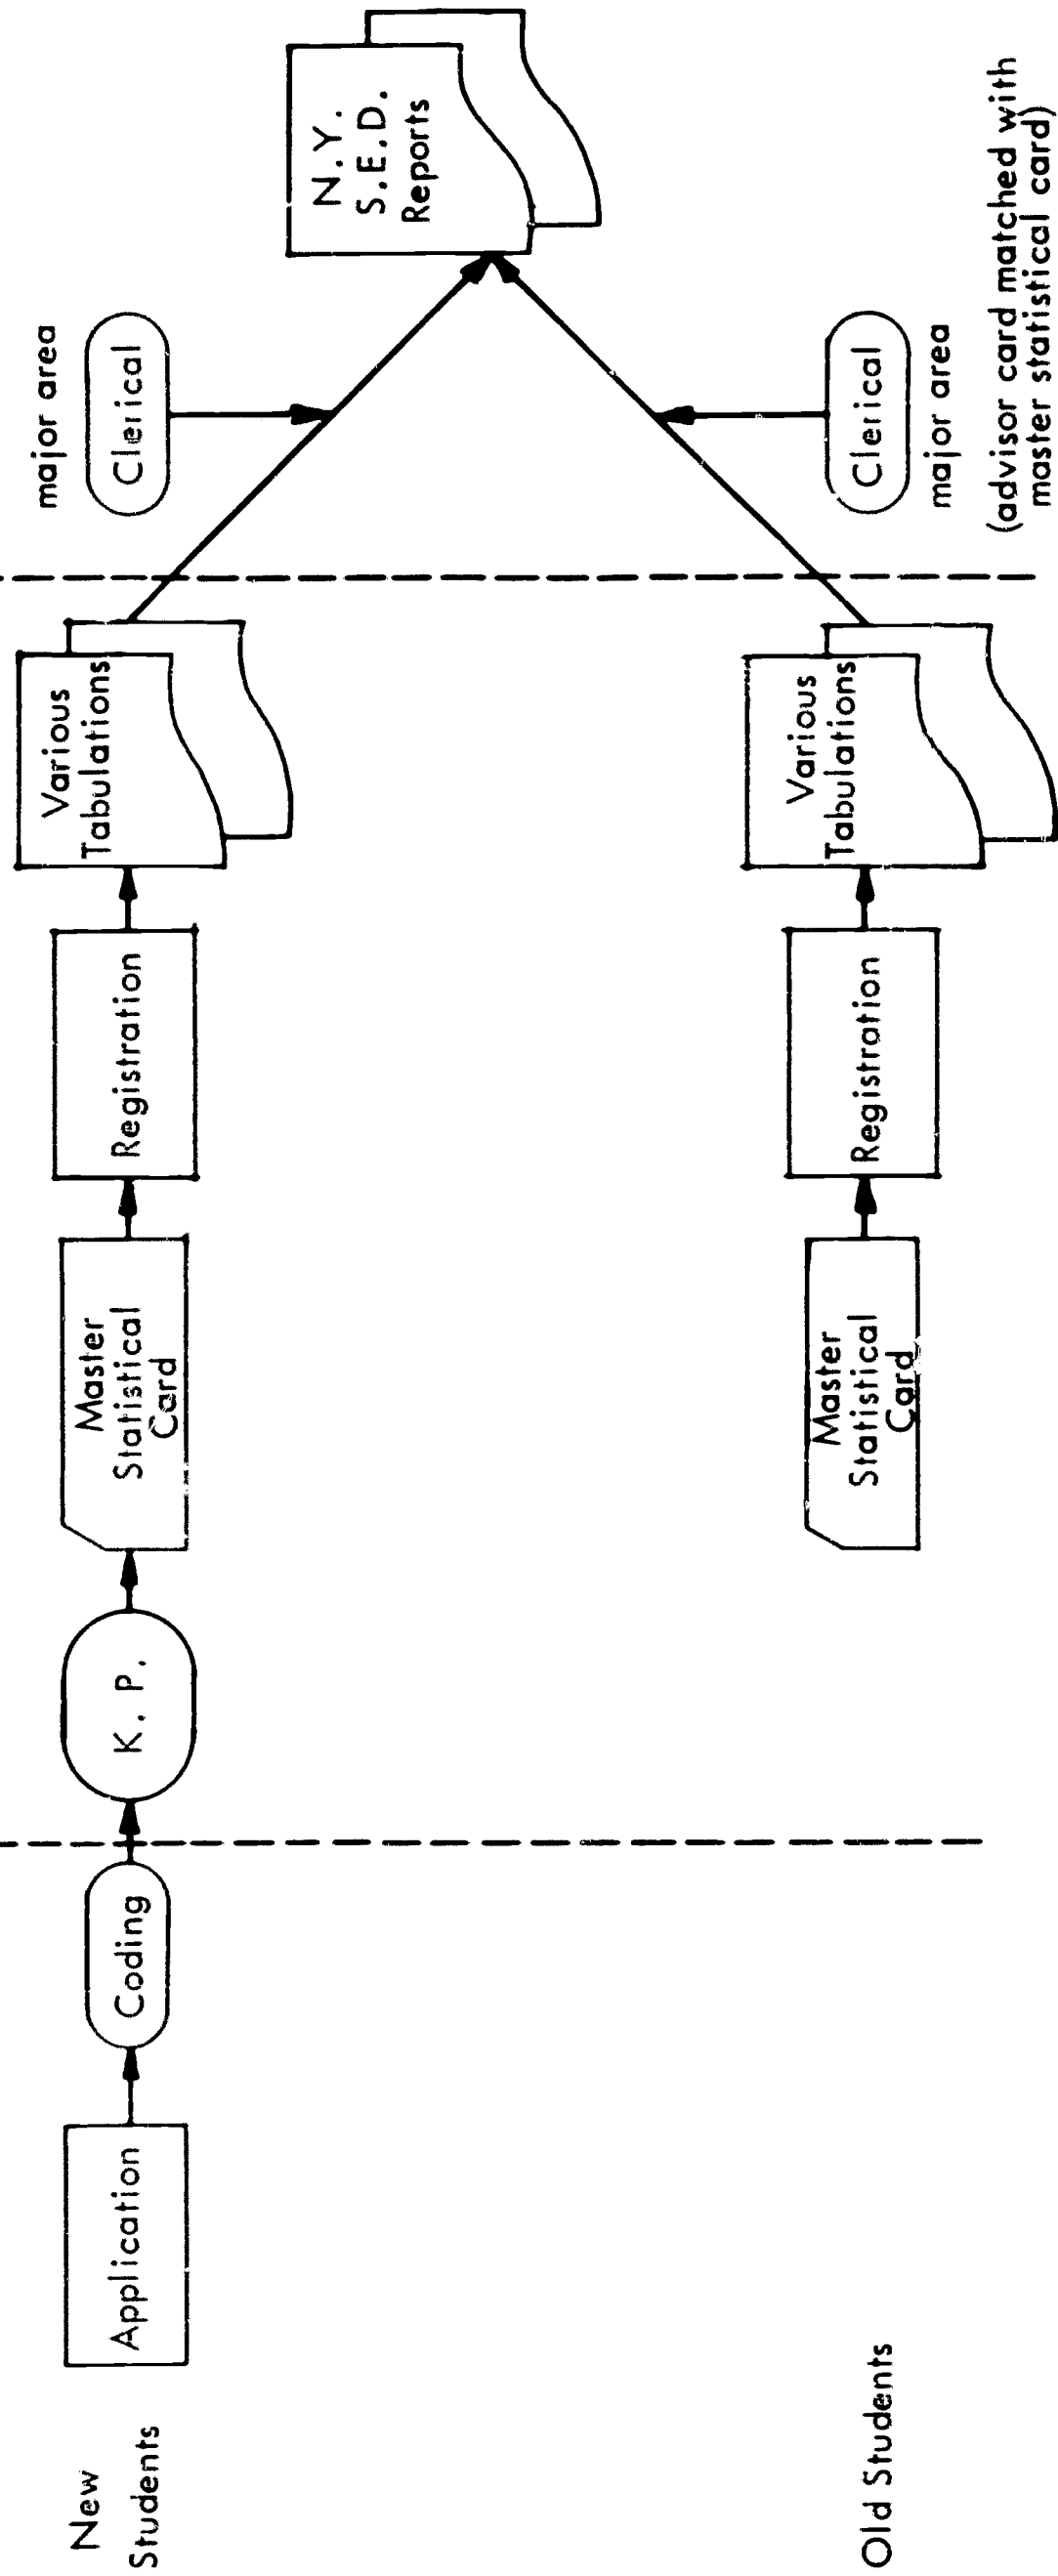 New
Students
Application
Coding
K. P.
Master
Statistical
Card
Registration
Various
Tabulations
major area
Clerical
N.Y.
S.E.D.
Reports
Old Students
Master
Statistical
Card
Registration
Various
Tabulations
Clerical
major area
(advisor card matched with
master statistical card)